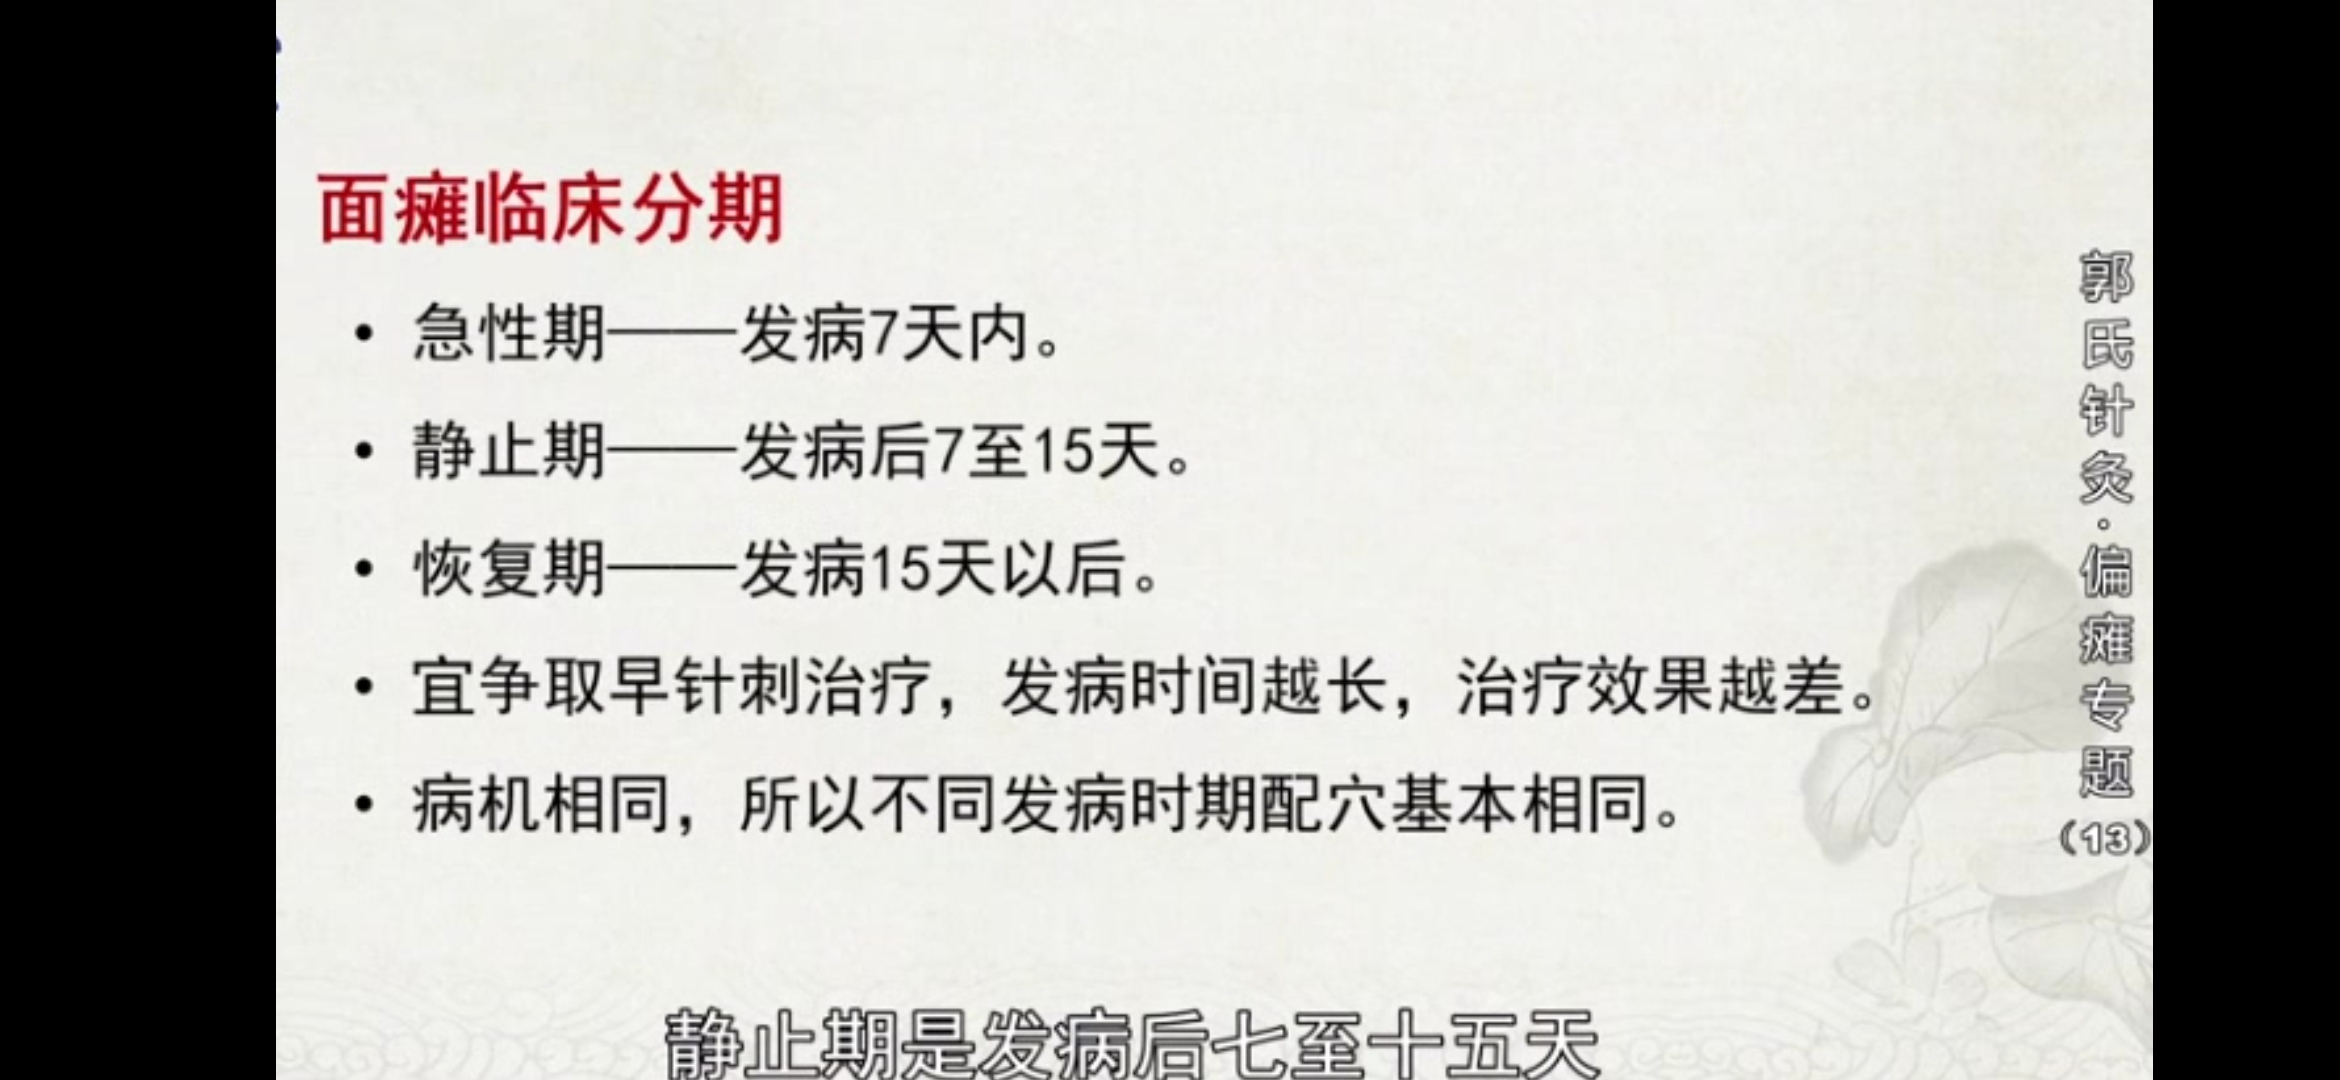 面瘫临床分期
• 急性期——发病7天内。
• 静止期——发病后7至15天。
• 恢复期——发病15天以后。
• 宜争取早针刺治疗，发病时间越长，治疗效果越差。
• 病机相同，所以不同发病时期配穴基本相同。
郭氏针灸·偏瘫专题（13）
静止期是发病后七至十五天